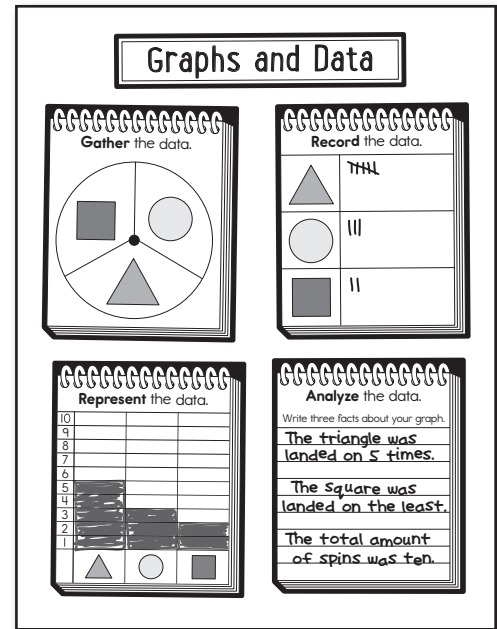 Graphs and Data
Gather the data.
Record the data.
Represent the data.
10
9
8
7
6
5
4
3
2
1
Analyze the data.
Write three facts about your graph.
The triangle was
landed on 5 times.
The square was
landed on the least.
The total amount
of spins was ten.